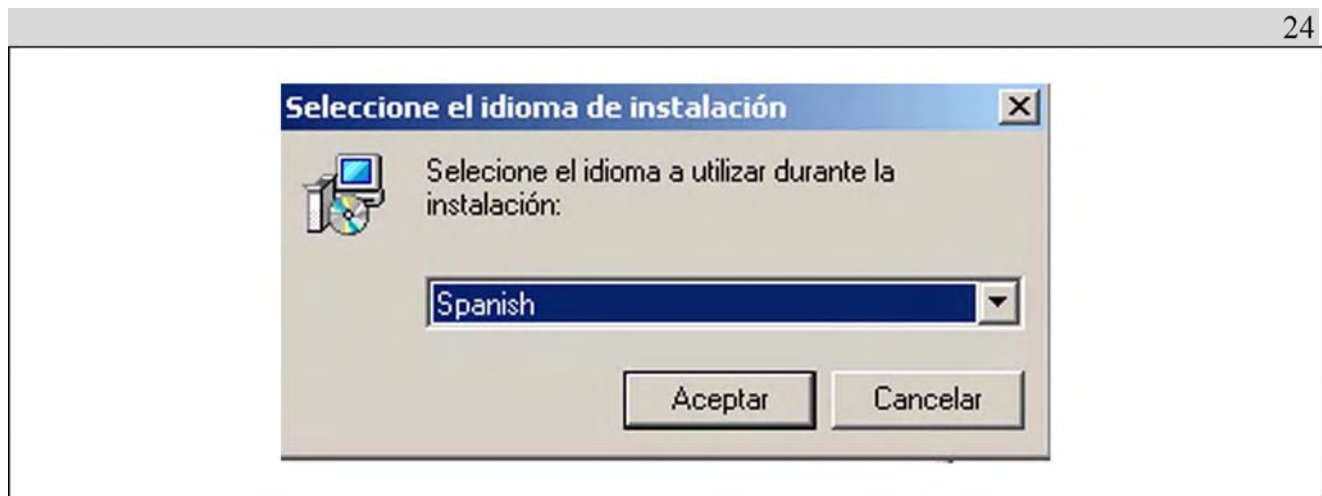 24
Seleccione el idioma de instalación
Selecione el idioma a utilizar durante la
instalación:
Spanish
Aceptar
Cancelar